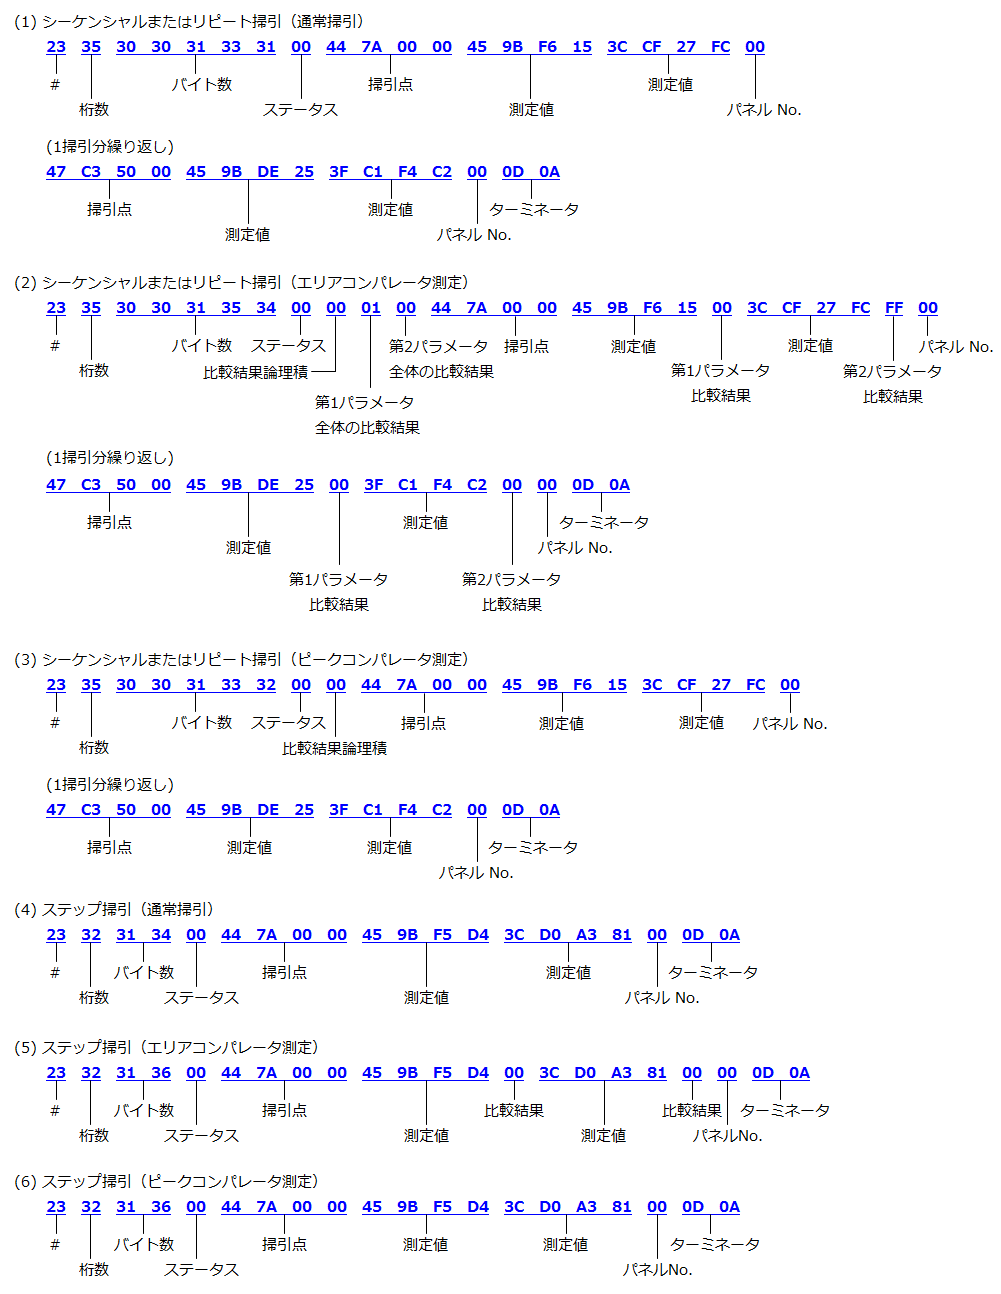 (1) シーケンシャルまたはリピート掃引（通常掃引）
23 35 30 30 31 33 31 00 44 7A 00 00 45 9B F6 15 3C CF 27 FC 00
# バイト数 掃引点 測定値
桁数 ステータス 測定値 パネル No.
(1掃引分繰り返し)
47 C3 50 00 45 9B DE 25 3F C1 F4 C2 00 0D 0A
掃引点 測定値 ターミネータ
測定値 パネル No.
(2) シーケンシャルまたはリピート掃引（エリアコンパレータ測定）
23 35 30 30 31 35 34 00 00 01 00 44 7A 00 00 45 9B F6 15 00 3C CF 27 FC FF 00
# バイト数 ステータス 第2パラメータ 掃引点 測定値 測定値 パネル No.
桁数 比較結果論理積 全体の比較結果 第1パラメータ 第2パラメータ
比較結果 比較結果
第1パラメータ
全体の比較結果
(1掃引分繰り返し)
47 C3 50 00 45 9B DE 25 00 3F C1 F4 C2 00 00 0D 0A
掃引点 測定値 ターミネータ
測定値 パネル No.
第1パラメータ 第2パラメータ
比較結果 比較結果
(3) シーケンシャルまたはリピート掃引（ピークコンパレータ測定）
23 35 30 30 31 33 32 00 00 44 7A 00 00 45 9B F6 15 3C CF 27 FC 00
# バイト数 ステータス 掃引点 測定値 測定値 パネル No.
桁数 比較結果論理積
(1掃引分繰り返し)
47 C3 50 00 45 9B DE 25 3F C1 F4 C2 00 0D 0A
掃引点 測定値 測定値 ターミネータ
パネル No.
(4) ステップ掃引（通常掃引）
23 32 31 34 00 44 7A 00 00 45 9B F5 D4 3C D0 A3 81 00 0D 0A
# バイト数 掃引点 測定値 ターミネータ
桁数 ステータス 測定値 パネル No.
(5) ステップ掃引（エリアコンパレータ測定）
23 32 31 36 00 44 7A 00 00 45 9B F5 D4 00 3C D0 A3 81 00 00 0D 0A
# バイト数 掃引点 比較結果 比較結果 ターミネータ
桁数 ステータス 測定値 測定値 パネルNo.
(6) ステップ掃引（ピークコンパレータ測定）
23 32 31 36 00 44 7A 00 00 45 9B F5 D4 3C D0 A3 81 00 0D 0A
# バイト数 掃引点 測定値 測定値 ターミネータ
桁数 ステータス パネルNo.